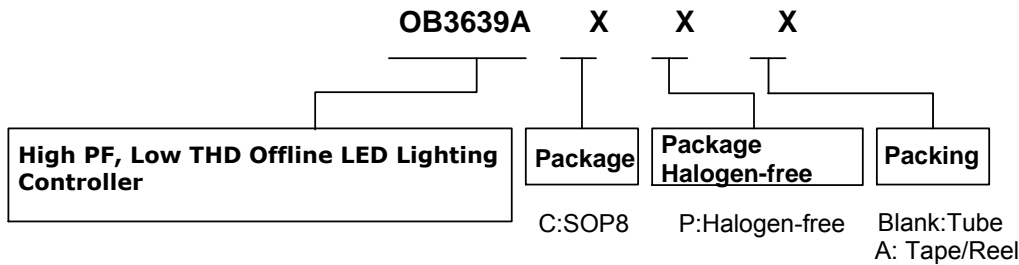 OB3639A X X X
High PF, Low THD Offline LED Lighting
Controller
Package
Package
Halogen-free
Packing
C:SOP8
P:Halogen-free
Blank:Tube
A: Tape/Reel